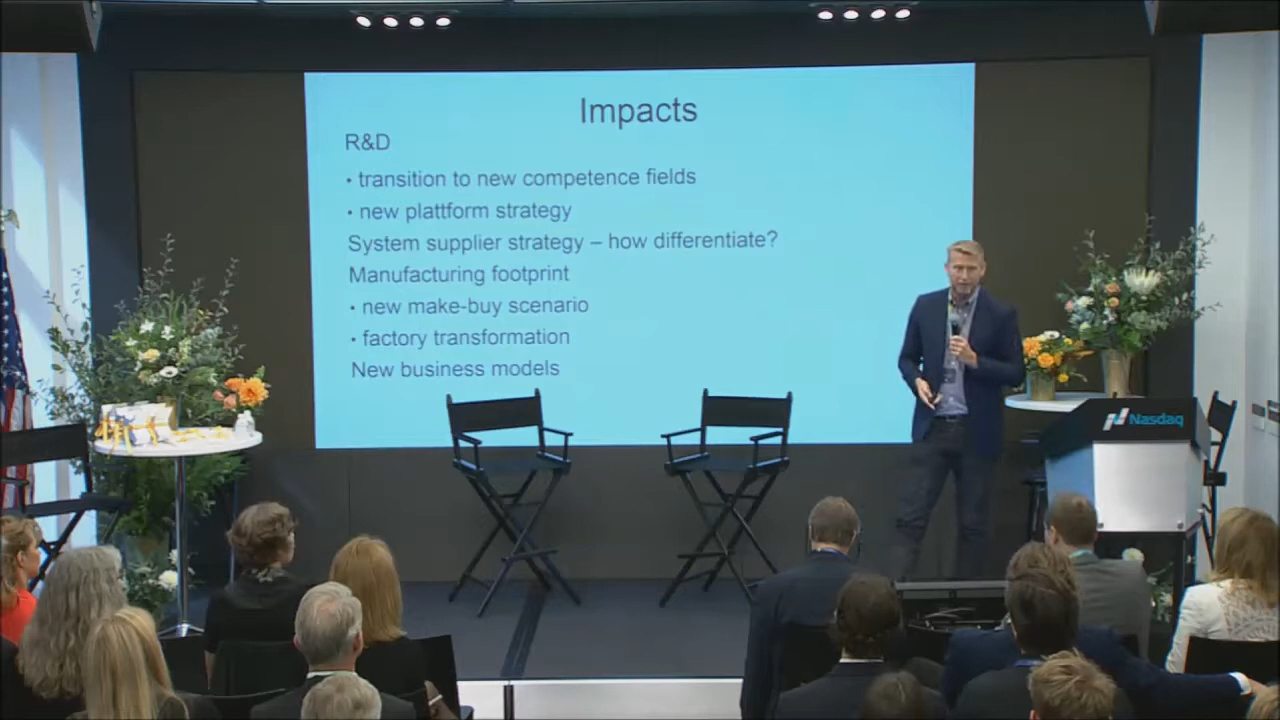 Impacts
R&D
• transition to new competence fields
• new plattform strategy
System supplier strategy – how differentiate?
Manufacturing footprint
• new make-buy scenario
• factory transformation
New business models
Nasdaq